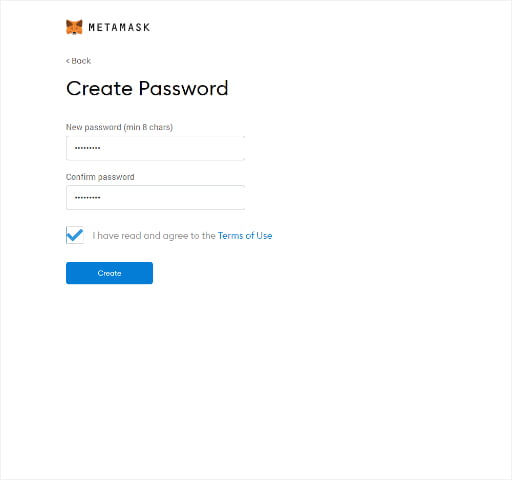 METAMASK
< Back
Create Password
New password (min 8 chars)
•••••••••
Confirm password
•••••••••
I have read and agree to the Terms of Use
Create